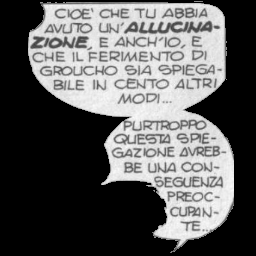 CIOE' CHE TU ABBIA
AVUTO UN'ALLUCINA-
ZIONE, E ANCH'IO, E
CHE IL FERIMENTO DI
GROUCHO SIA SPIEGA-
BILE IN CENTO ALTRI
MODI...
PURTROPPO
QUESTA SPIE-
GAZIONE AVREB-
BE UNA CON-
SEGUENZA
PREOC-
CUPAN-
TE...